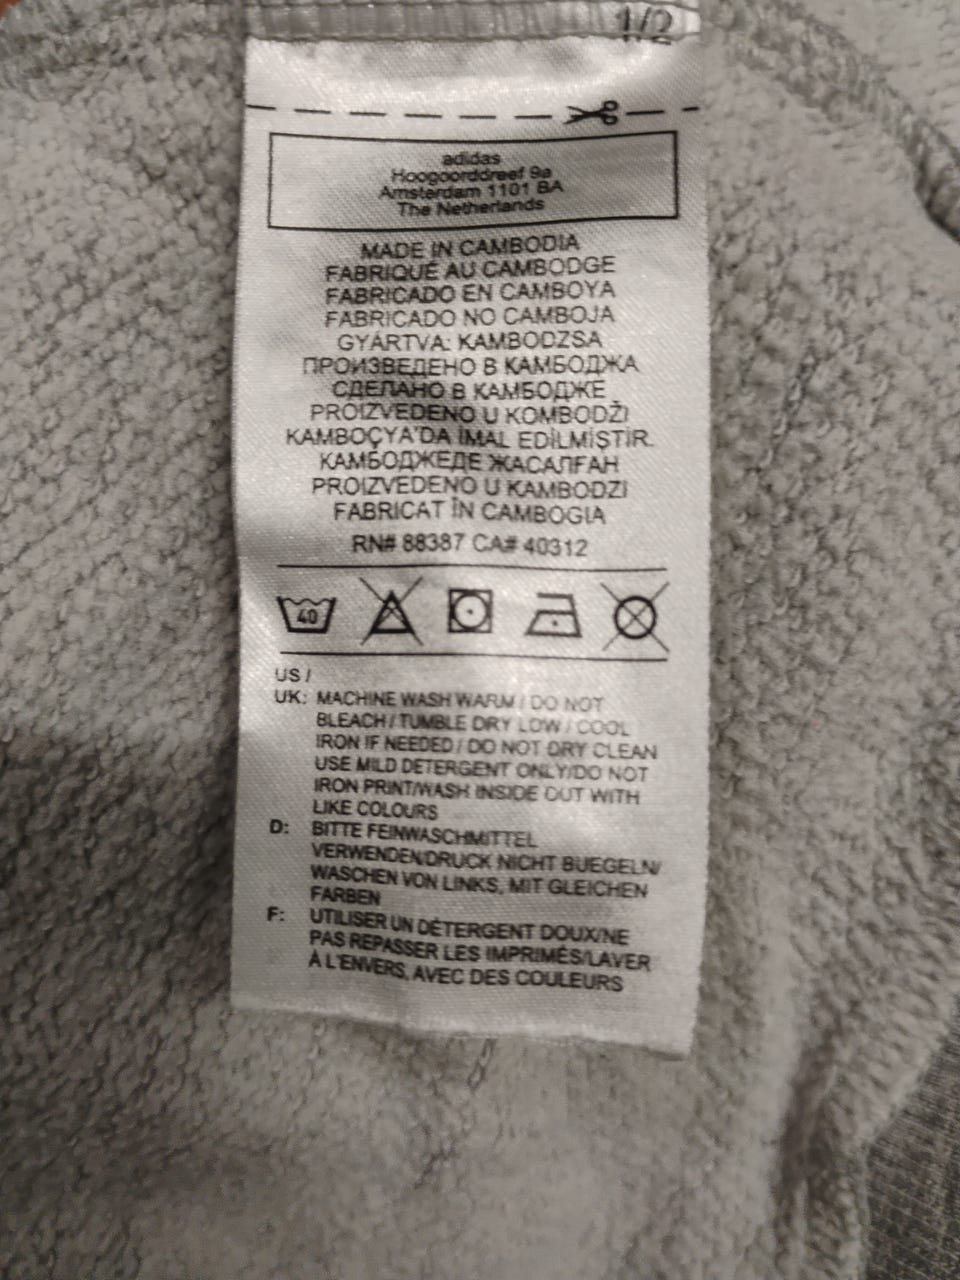 1/2
adidas
Hoogoorddreef 9a
Amsterdam 1101 BA
The Netherlands
MADE IN CAMBODIA
FABRIQUÉ AU CAMBODGE
FABRICADO EN CAMBOYA
FABRICADO NO CAMBOJA
GYÁRTVA: KAMBODZSA
ПРОИЗВЕДЕНО В КАМБОДЖА
СДЕЛАНО В КАМБОДЖЕ
PROIZVEDENO U KOMBODŽI
KAMBOÇYA'DA İMAL EDİLMİŞTİR.
КАМБОДЖЕДЕ ЖАСАЛҒАН
PROIZVEDENO U KAMBODZI
FABRICAT ÎN CAMBOGIA
RN# 88387 CA# 40312
40
US /
UK: MACHINE WASH WARM / DO NOT
BLEACH / TUMBLE DRY LOW / COOL
IRON IF NEEDED / DO NOT DRY CLEAN
USE MILD DETERGENT ONLY/DO NOT
IRON PRINT/WASH INSIDE OUT WITH
LIKE COLOURS
D: BITTE FEINWASCHMITTEL
VERWENDEN/DRUCK NICHT BUEGELN/
WASCHEN VON LINKS, MIT GLEICHEN
FARBEN
F: UTILISER UN DÉTERGENT DOUX/NE
PAS REPASSER LES IMPRIMÉS/LAVER
À L'ENVERS, AVEC DES COULEURS